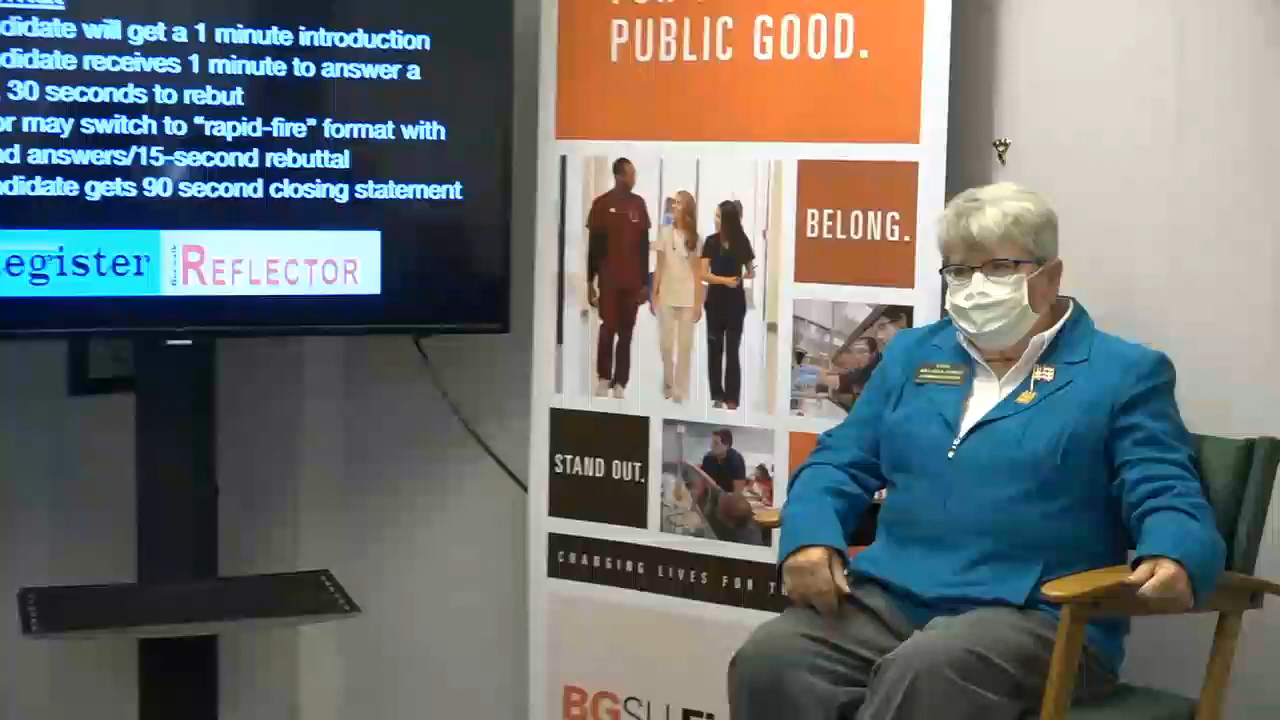 didate will get a 1 minute introduction
didate receives 1 minute to answer a
30 seconds to rebut
or may switch to “rapid-fire” format with
nd answers/15-second rebuttal
ndidate gets 90 second closing statement
egister
REFLECTOR
PUBLIC GOOD.
BELONG.
STAND OUT.
CHANGING LIVES FOR T
BGSU